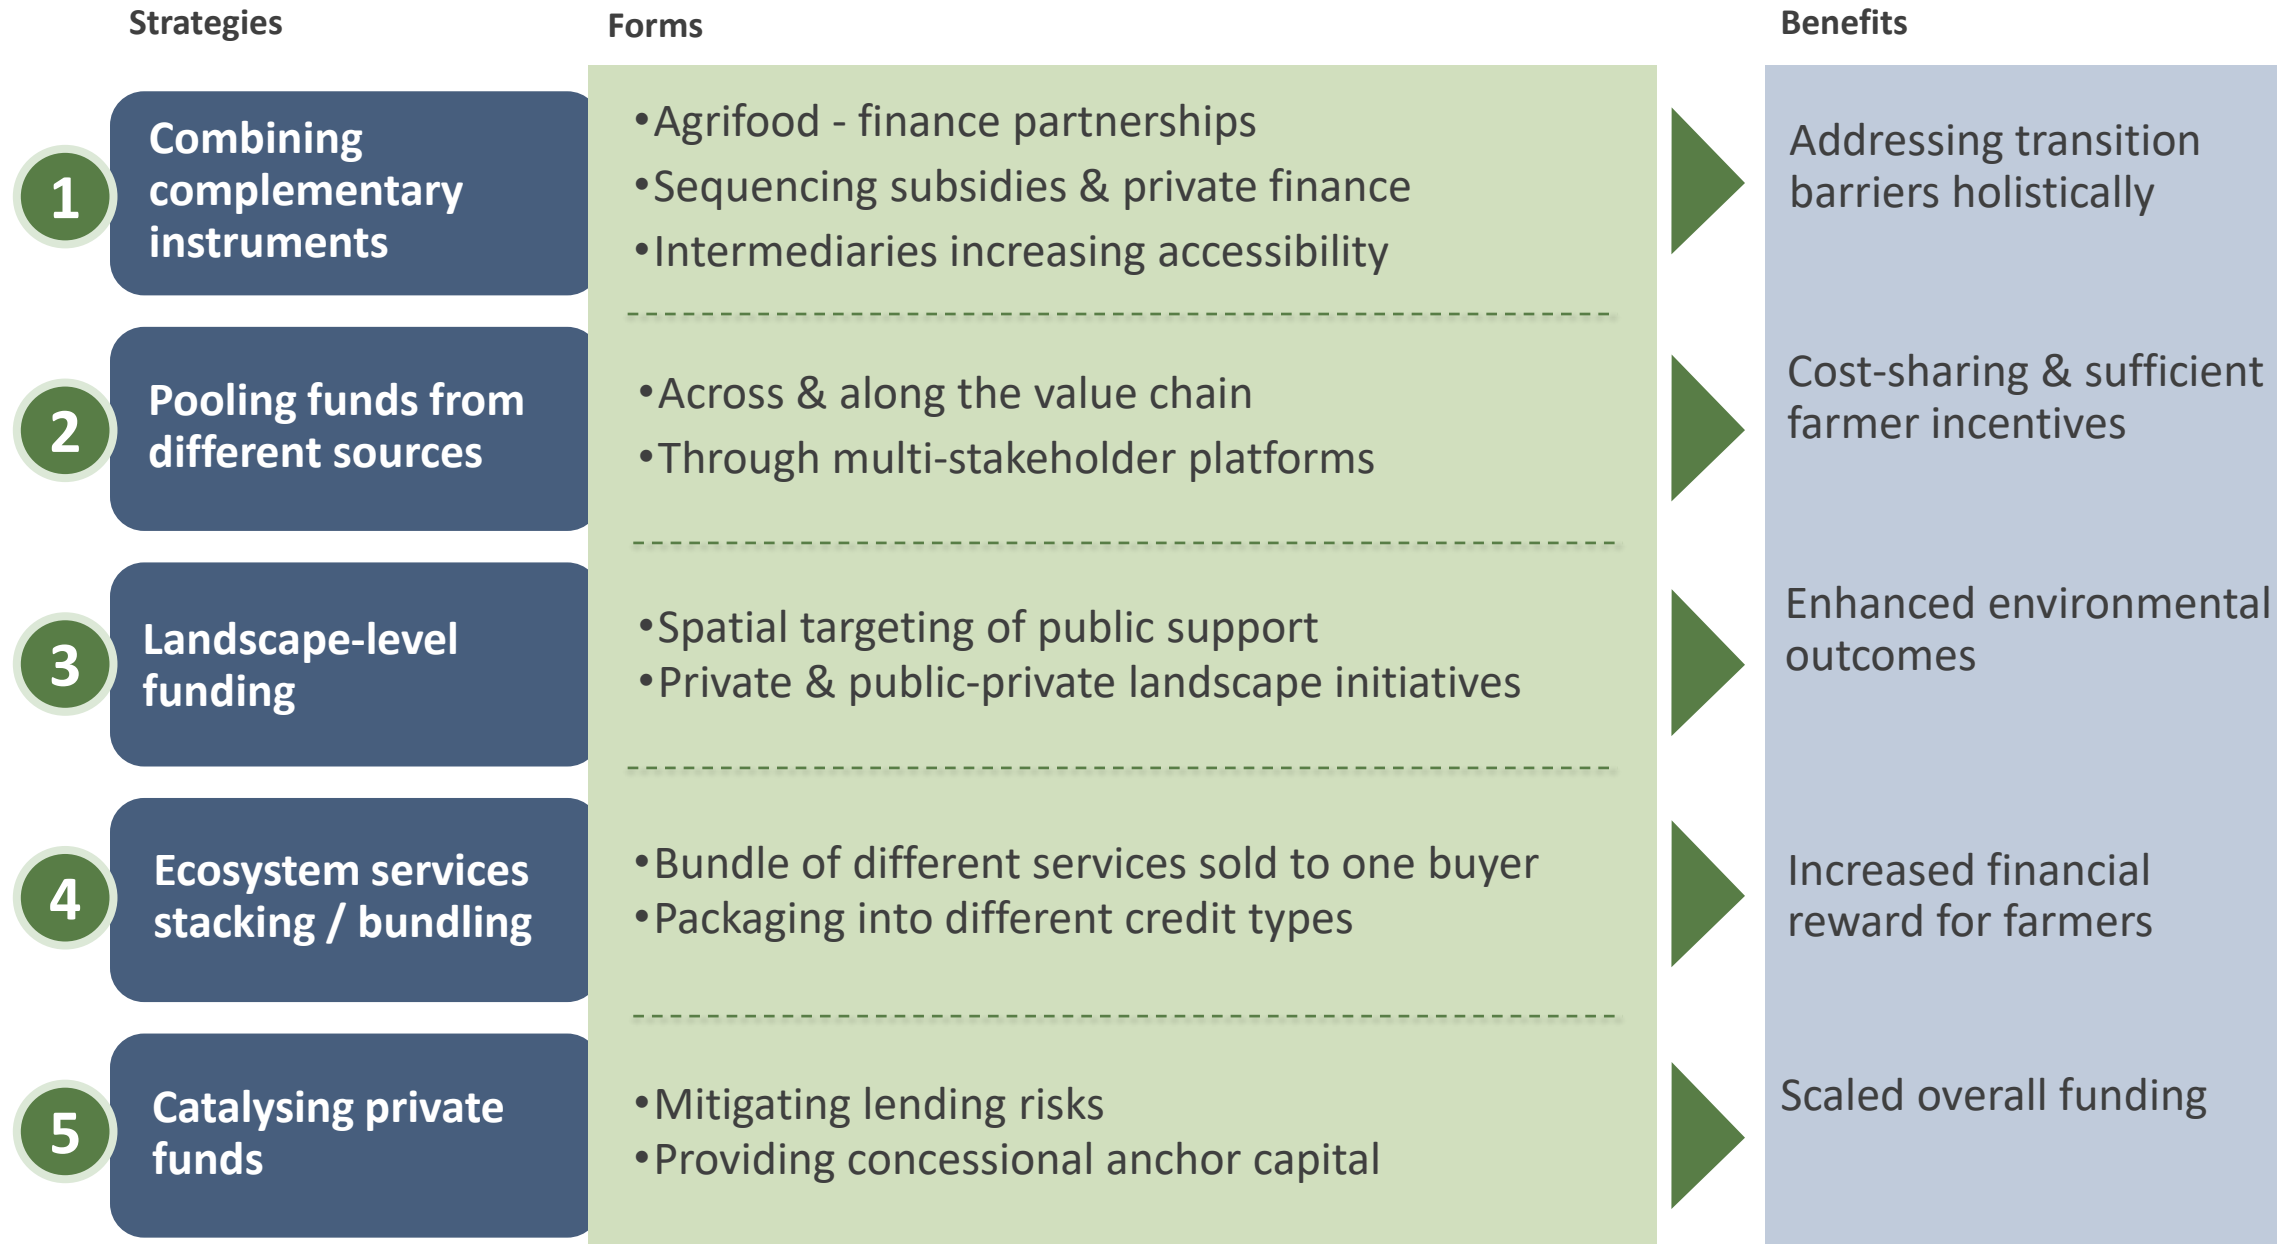 Strategies
Forms
Benefits
1
Combining
complementary
instruments
•Agrifood - finance partnerships
•Sequencing subsidies & private finance
•Intermediaries increasing accessibility
Addressing transition
barriers holistically
2
Pooling funds from
different sources
•Across & along the value chain
•Through multi-stakeholder platforms
Cost-sharing & sufficient
farmer incentives
3
Landscape-level
funding
•Spatial targeting of public support
•Private & public-private landscape initiatives
Enhanced environmental
outcomes
4
Ecosystem services
stacking / bundling
•Bundle of different services sold to one buyer
•Packaging into different credit types
Increased financial
reward for farmers
5
Catalysing private
funds
•Mitigating lending risks
•Providing concessional anchor capital
Scaled overall funding